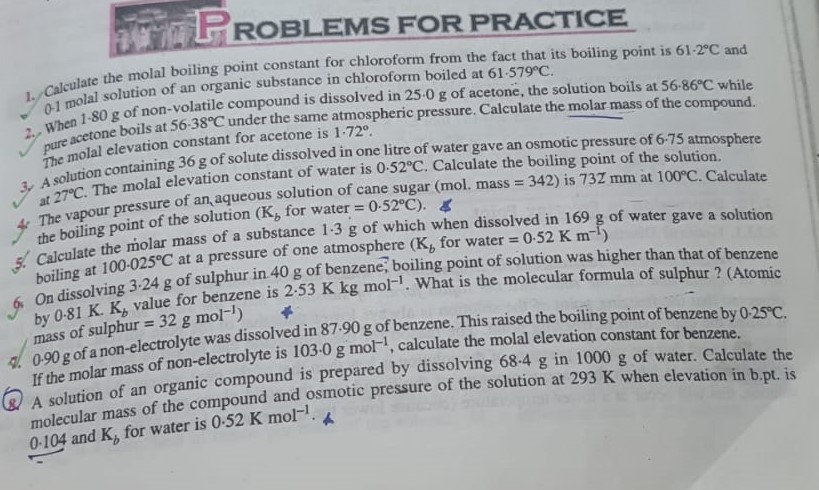 PROBLEMS FOR PRACTICE
1. Calculate the molal boiling point constant for chloroform from the fact that its boiling point is 61·2°C and
0·1 molal solution of an organic substance in chloroform boiled at 61·579°C.
2. When 1·80 g of non-volatile compound is dissolved in 25·0 g of acetone, the solution boils at 56·86°C while
pure acetone boils at 56·38°C under the same atmospheric pressure. Calculate the molar mass of the compound.
The molal elevation constant for acetone is 1·72°.
3. A solution containing 36 g of solute dissolved in one litre of water gave an osmotic pressure of 6·75 atmosphere
at 27°C. The molal elevation constant of water is 0·52°C. Calculate the boiling point of the solution.
4. The vapour pressure of an aqueous solution of cane sugar (mol. mass = 342) is 732 mm at 100°C. Calculate
the boiling point of the solution (K_b for water = 0·52°C).
5. Calculate the molar mass of a substance 1·3 g of which when dissolved in 169 g of water gave a solution
boiling at 100·025°C at a pressure of one atmosphere (K_b for water = 0·52 K m⁻¹)
6. On dissolving 3·24 g of sulphur in 40 g of benzene, boiling point of solution was higher than that of benzene
by 0·81 K. K_b value for benzene is 2·53 K kg mol⁻¹. What is the molecular formula of sulphur ? (Atomic
mass of sulphur = 32 g mol⁻¹)
7. 0·90 g of a non-electrolyte was dissolved in 87·90 g of benzene. This raised the boiling point of benzene by 0·25°C.
If the molar mass of non-electrolyte is 103·0 g mol⁻¹, calculate the molal elevation constant for benzene.
8. A solution of an organic compound is prepared by dissolving 68·4 g in 1000 g of water. Calculate the
molecular mass of the compound and osmotic pressure of the solution at 293 K when elevation in b.pt. is
0·104 and K_b for water is 0·52 K mol⁻¹.